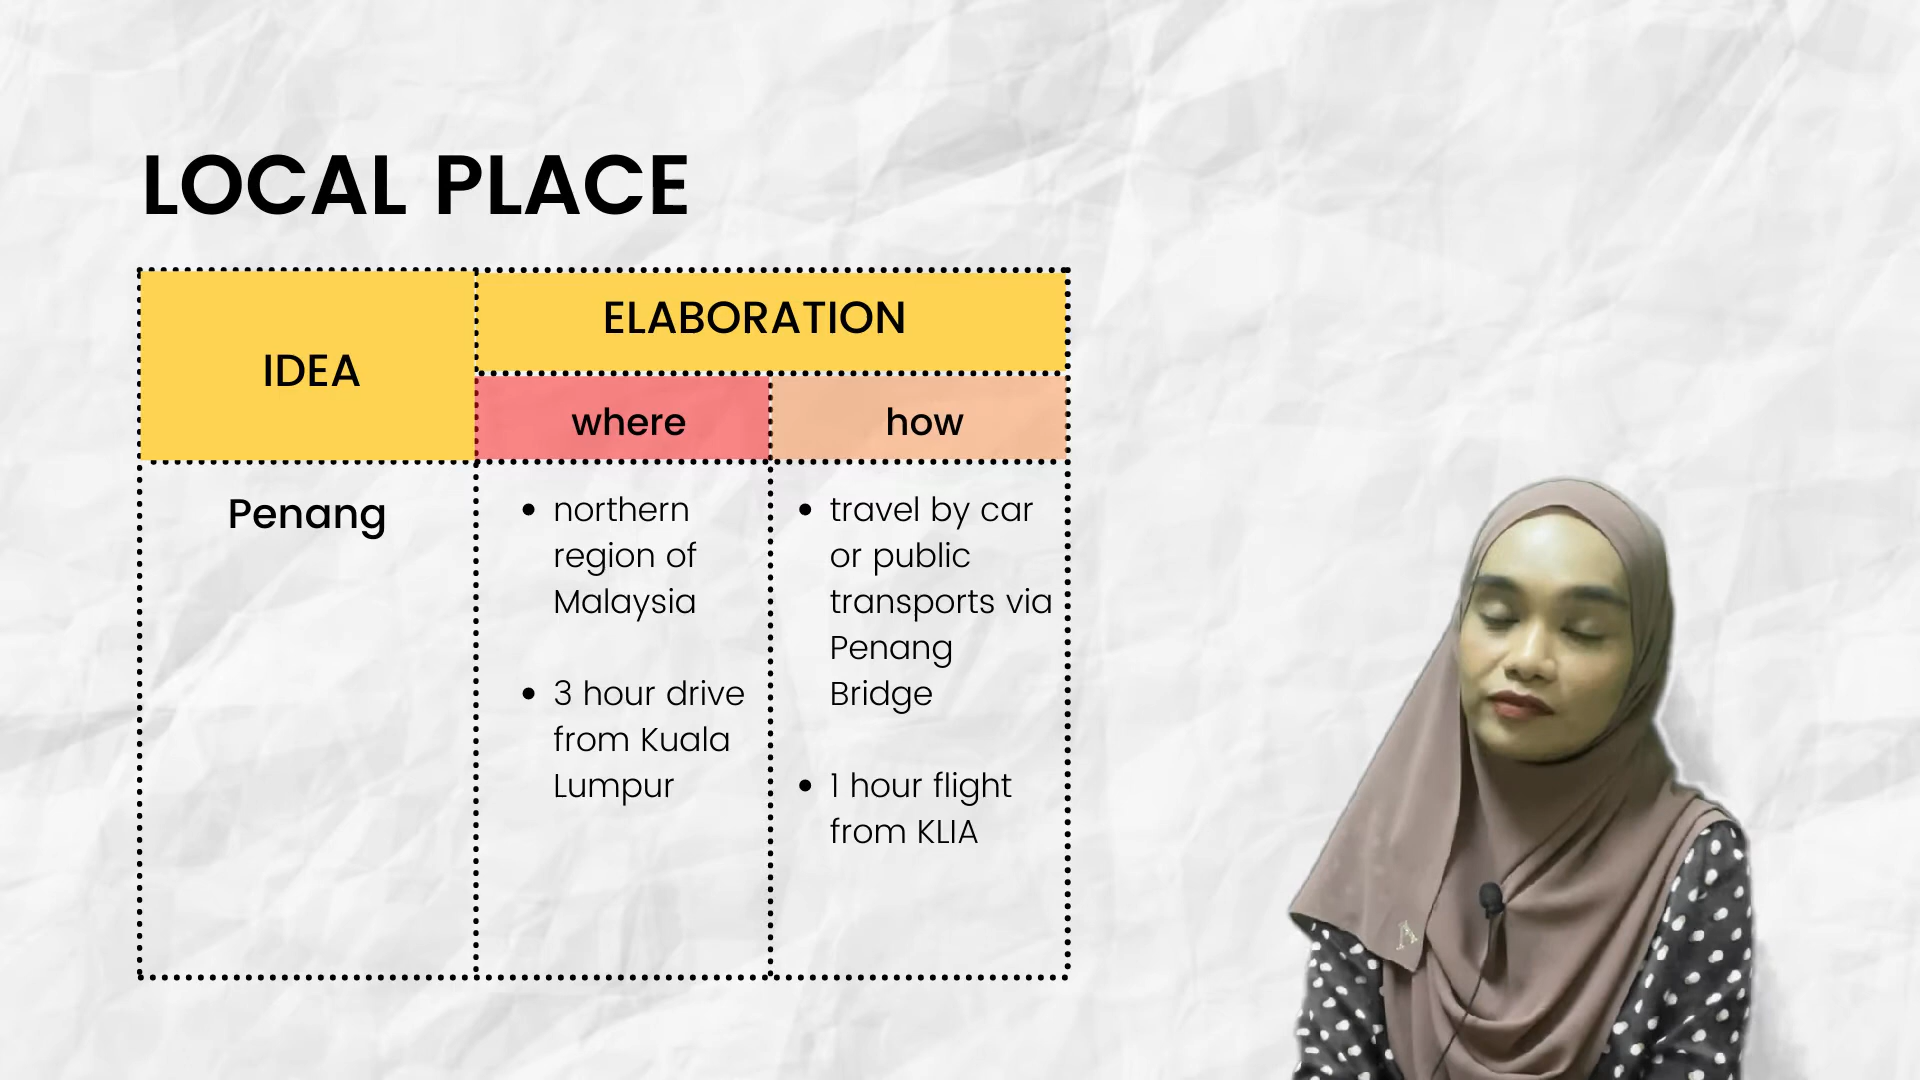 LOCAL PLACE
IDEA
ELABORATION
where
how
Penang
• northern
region of
Malaysia
• 3 hour drive
from Kuala
Lumpur
• travel by car
or public
transports via
Penang
Bridge
• 1 hour flight
from KLIA